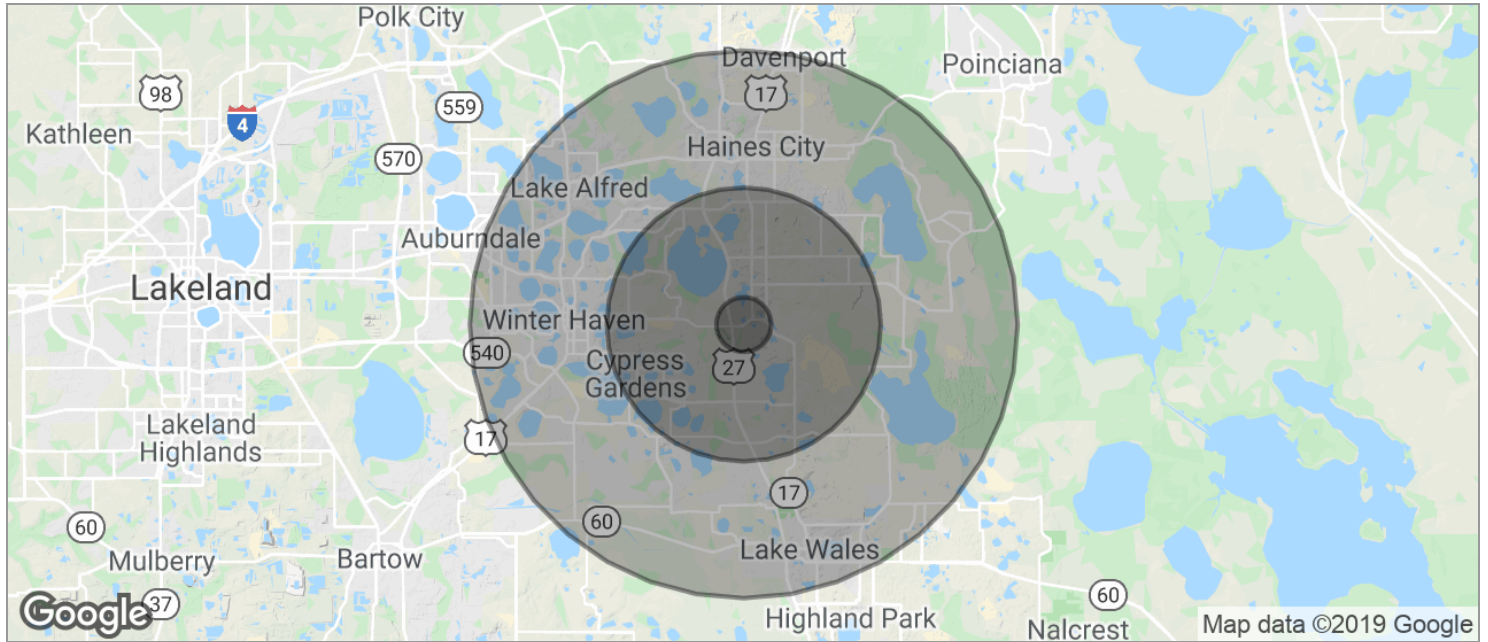 Polk City
Davenport
Poinciana
98
17
559
4
Kathleen
Haines City
570
Lake Alfred
Auburndale
Lakeland
Winter Haven
540
Cypress
Gardens
27
Lakeland
Highlands
17
17
60
60
Lake Wales
Mulberry
Bartow
60
37
Google
Highland Park
Nalcrest
Map data ©2019 Google